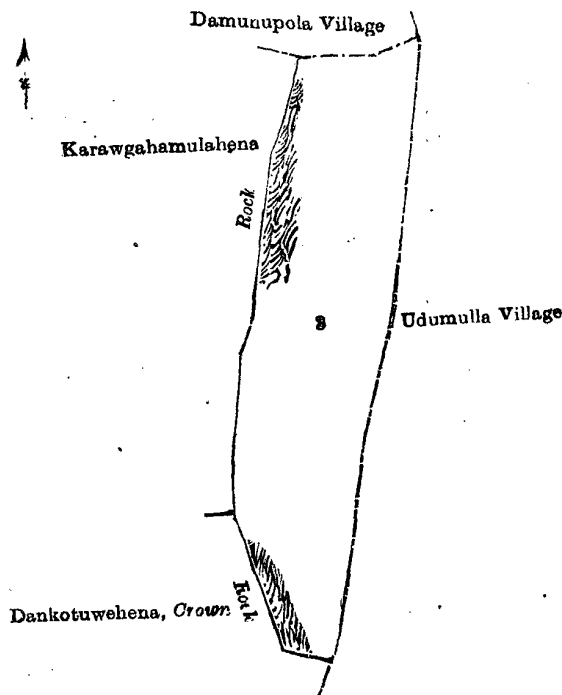 Damunupola Village
Karawgahamulahena
Rock
8
Udumulla Village
Rock
Dankotuwehena, Crown